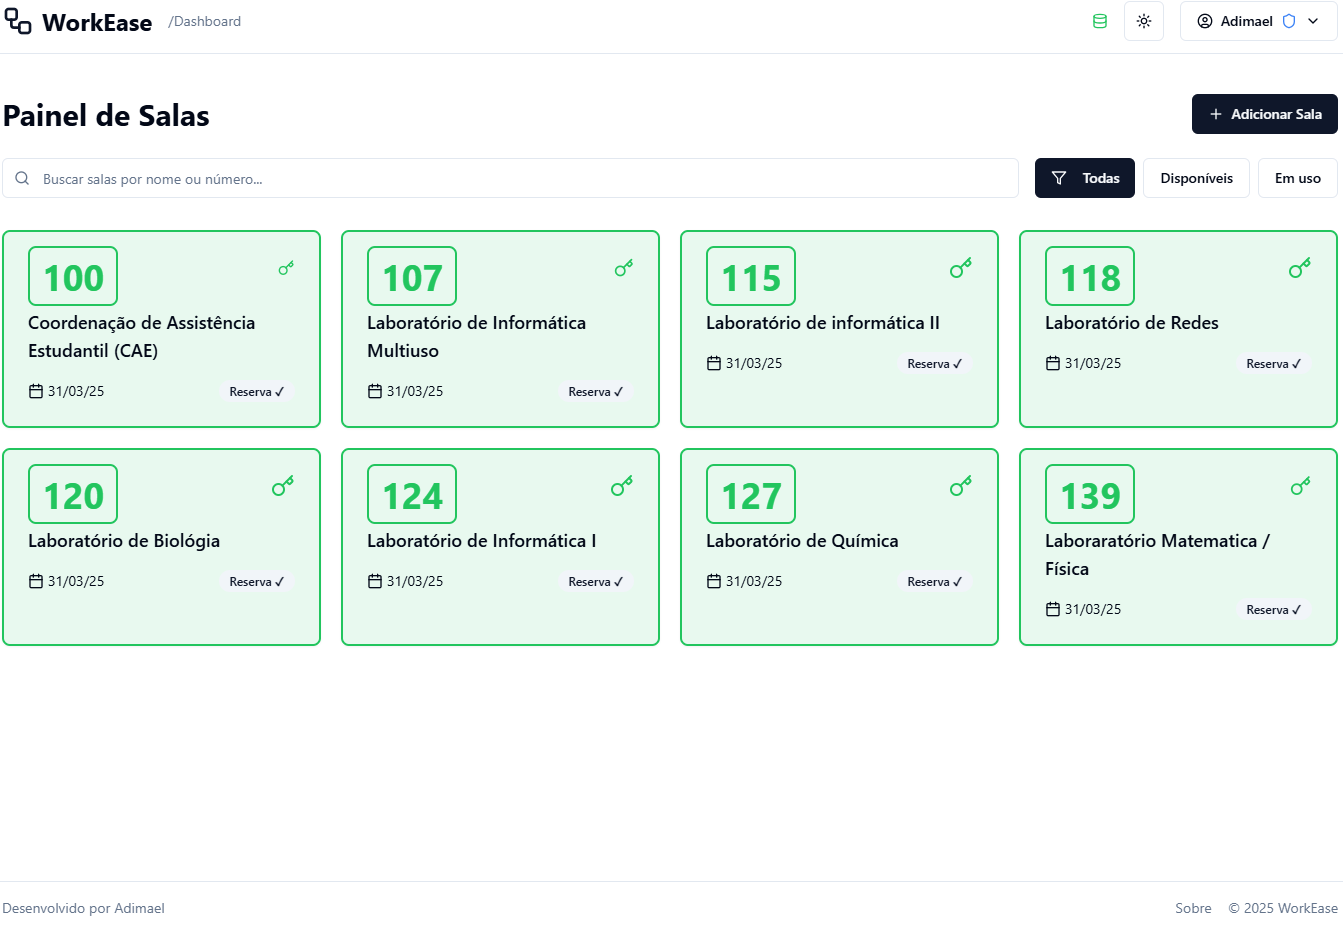 WorkEase /Dashboard Adimael
Painel de Salas
+ Adicionar Sala
Buscar salas por nome ou número...
Todas
Disponíveis
Em uso
100
Coordenação de Assistência
Estudantil (CAE)
31/03/25 Reserva ✓
107
Laboratório de Informática
Multiuso
31/03/25 Reserva ✓
115
Laboratório de informática II
31/03/25 Reserva ✓
118
Laboratório de Redes
31/03/25 Reserva ✓
120
Laboratório de Biológia
31/03/25 Reserva ✓
124
Laboratório de Informática I
31/03/25 Reserva ✓
127
Laboratório de Química
31/03/25 Reserva ✓
139
Laboraratório Matematica /
Física
31/03/25 Reserva ✓
Desenvolvido por Adimael
Sobre © 2025 WorkEase